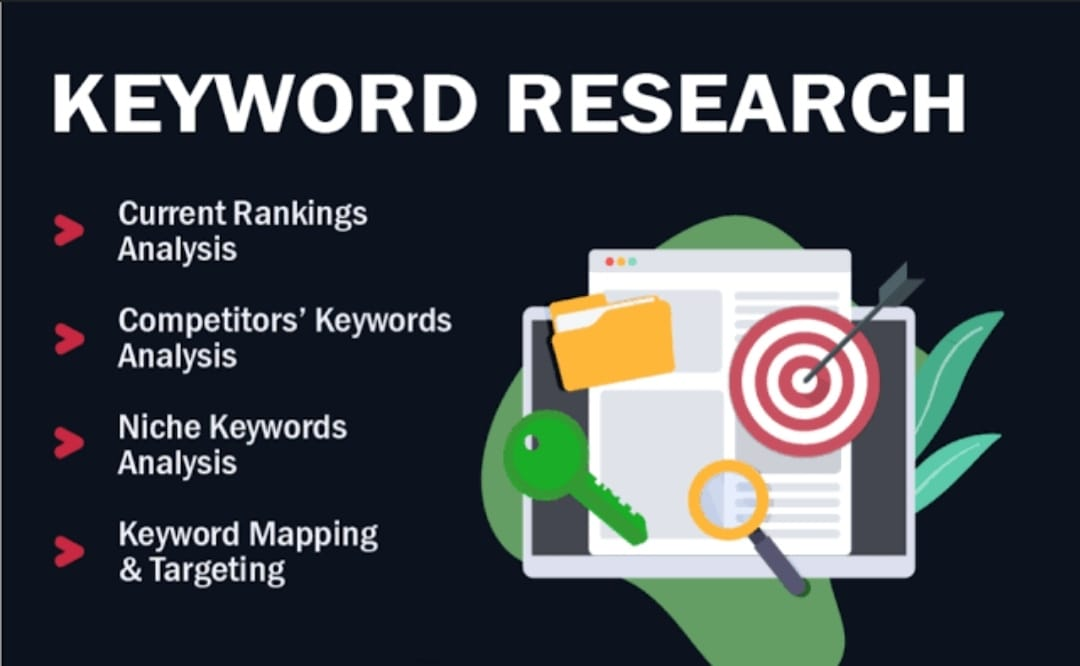 KEYWORD RESEARCH
Current Rankings
Analysis
Competitors’ Keywords
Analysis
Niche Keywords
Analysis
Keyword Mapping
& Targeting